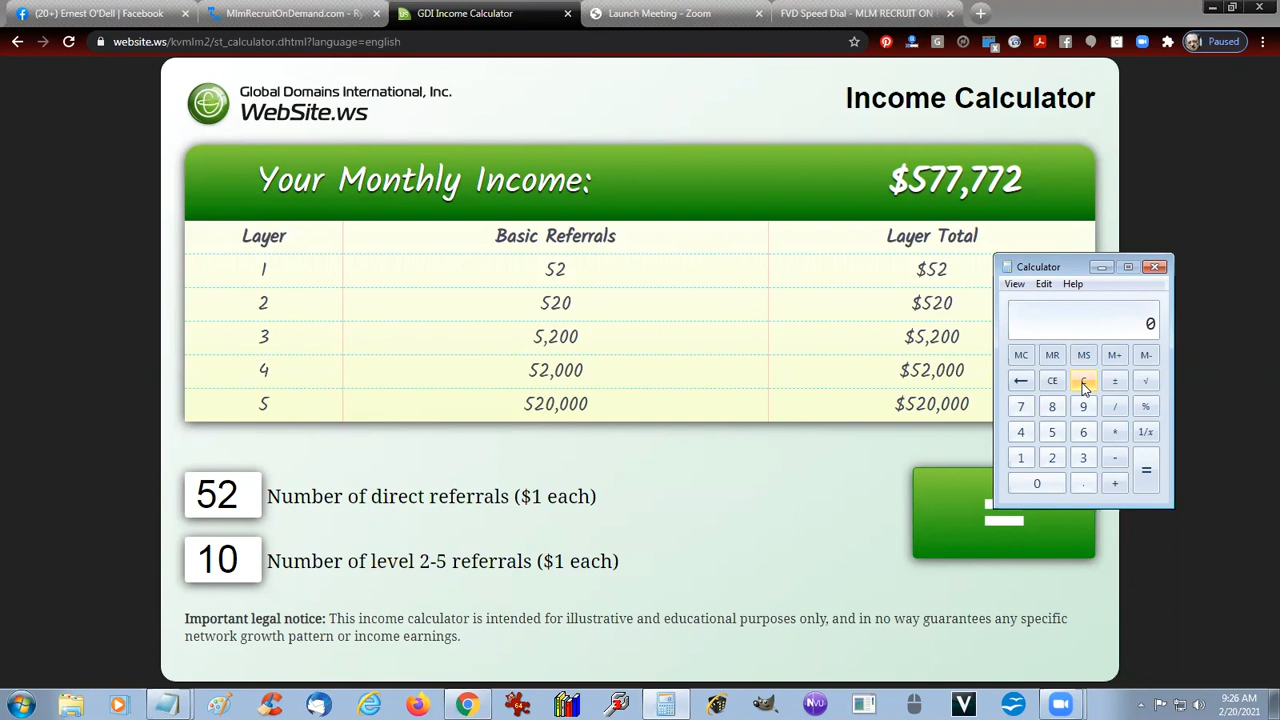 (20+) Ernest O'Dell | Facebook
MlmRecruitOnDemand.com - Ry
GDI Income Calculator
Launch Meeting - Zoom
FVD Speed Dial - MLM RECRUIT ON
website.ws/kvmlm2/st_calculator.dhtml?language=english
Paused
Global Domains International, Inc.
WebSite.ws
Income Calculator
Your Monthly Income: $577,772
Layer Basic Referrals Layer Total
1 52 $52
2 520 $520
3 5,200 $5,200
4 52,000 $52,000
5 520,000 $520,000
52 Number of direct referrals ($1 each)
10 Number of level 2-5 referrals ($1 each)
Important legal notice: This income calculator is intended for illustrative and educational purposes only, and in no way guarantees any specific
network growth pattern or income earnings.
Calculator
View Edit Help
0
MC MR MS M+ M-
← CE C ± √
7 8 9 / %
4 5 6 * 1/x
1 2 3 - =
0 . +
9:26 AM
2/20/2021